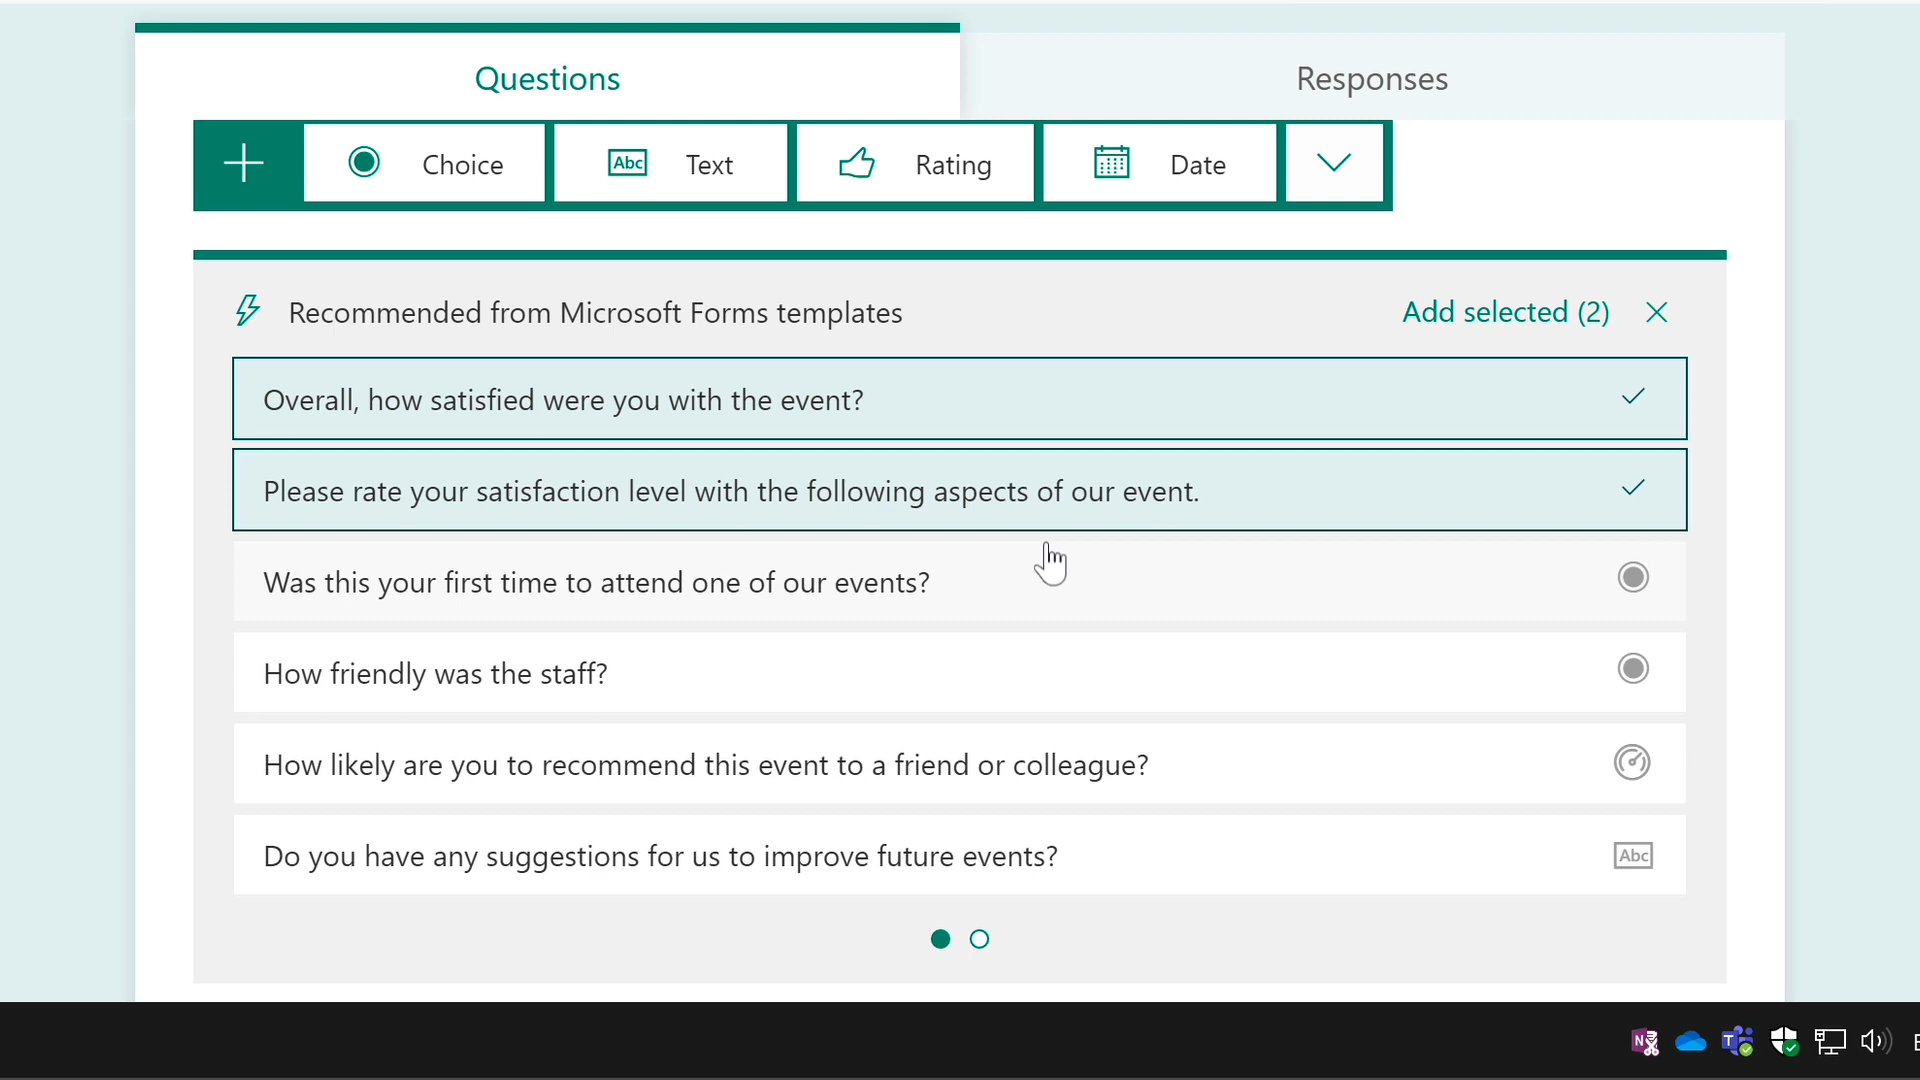 Questions
Responses
Choice
Abc
Text
Rating
Date
Recommended from Microsoft Forms templates
Add selected (2)
Overall, how satisfied were you with the event?
Please rate your satisfaction level with the following aspects of our event.
Was this your first time to attend one of our events?
How friendly was the staff?
How likely are you to recommend this event to a friend or colleague?
Do you have any suggestions for us to improve future events?
Abc
N
T